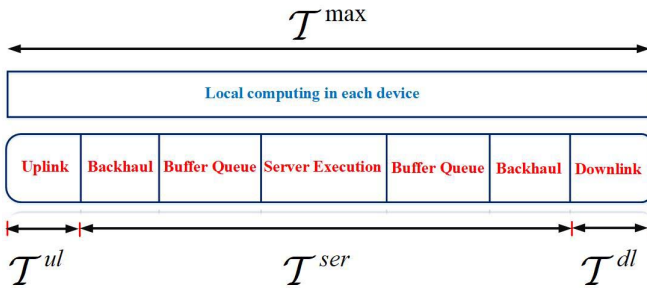 𝒯^max
Local computing in each device
Uplink Backhaul Buffer Queue Server Execution Buffer Queue Backhaul Downlink
𝒯^ul 𝒯^ser 𝒯^dl